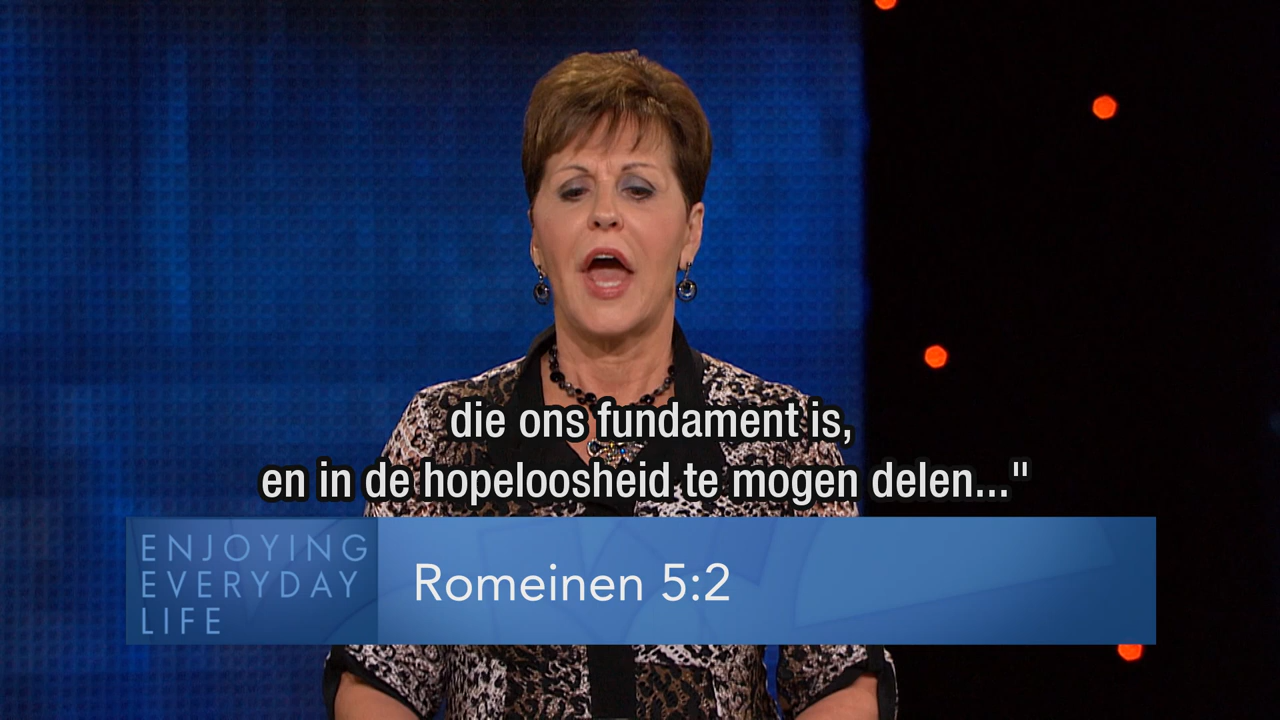 die ons fundament is,
en in de hopeloosheid te mogen delen..."
ENJOYING
EVERYDAY
LIFE
Romeinen 5:2